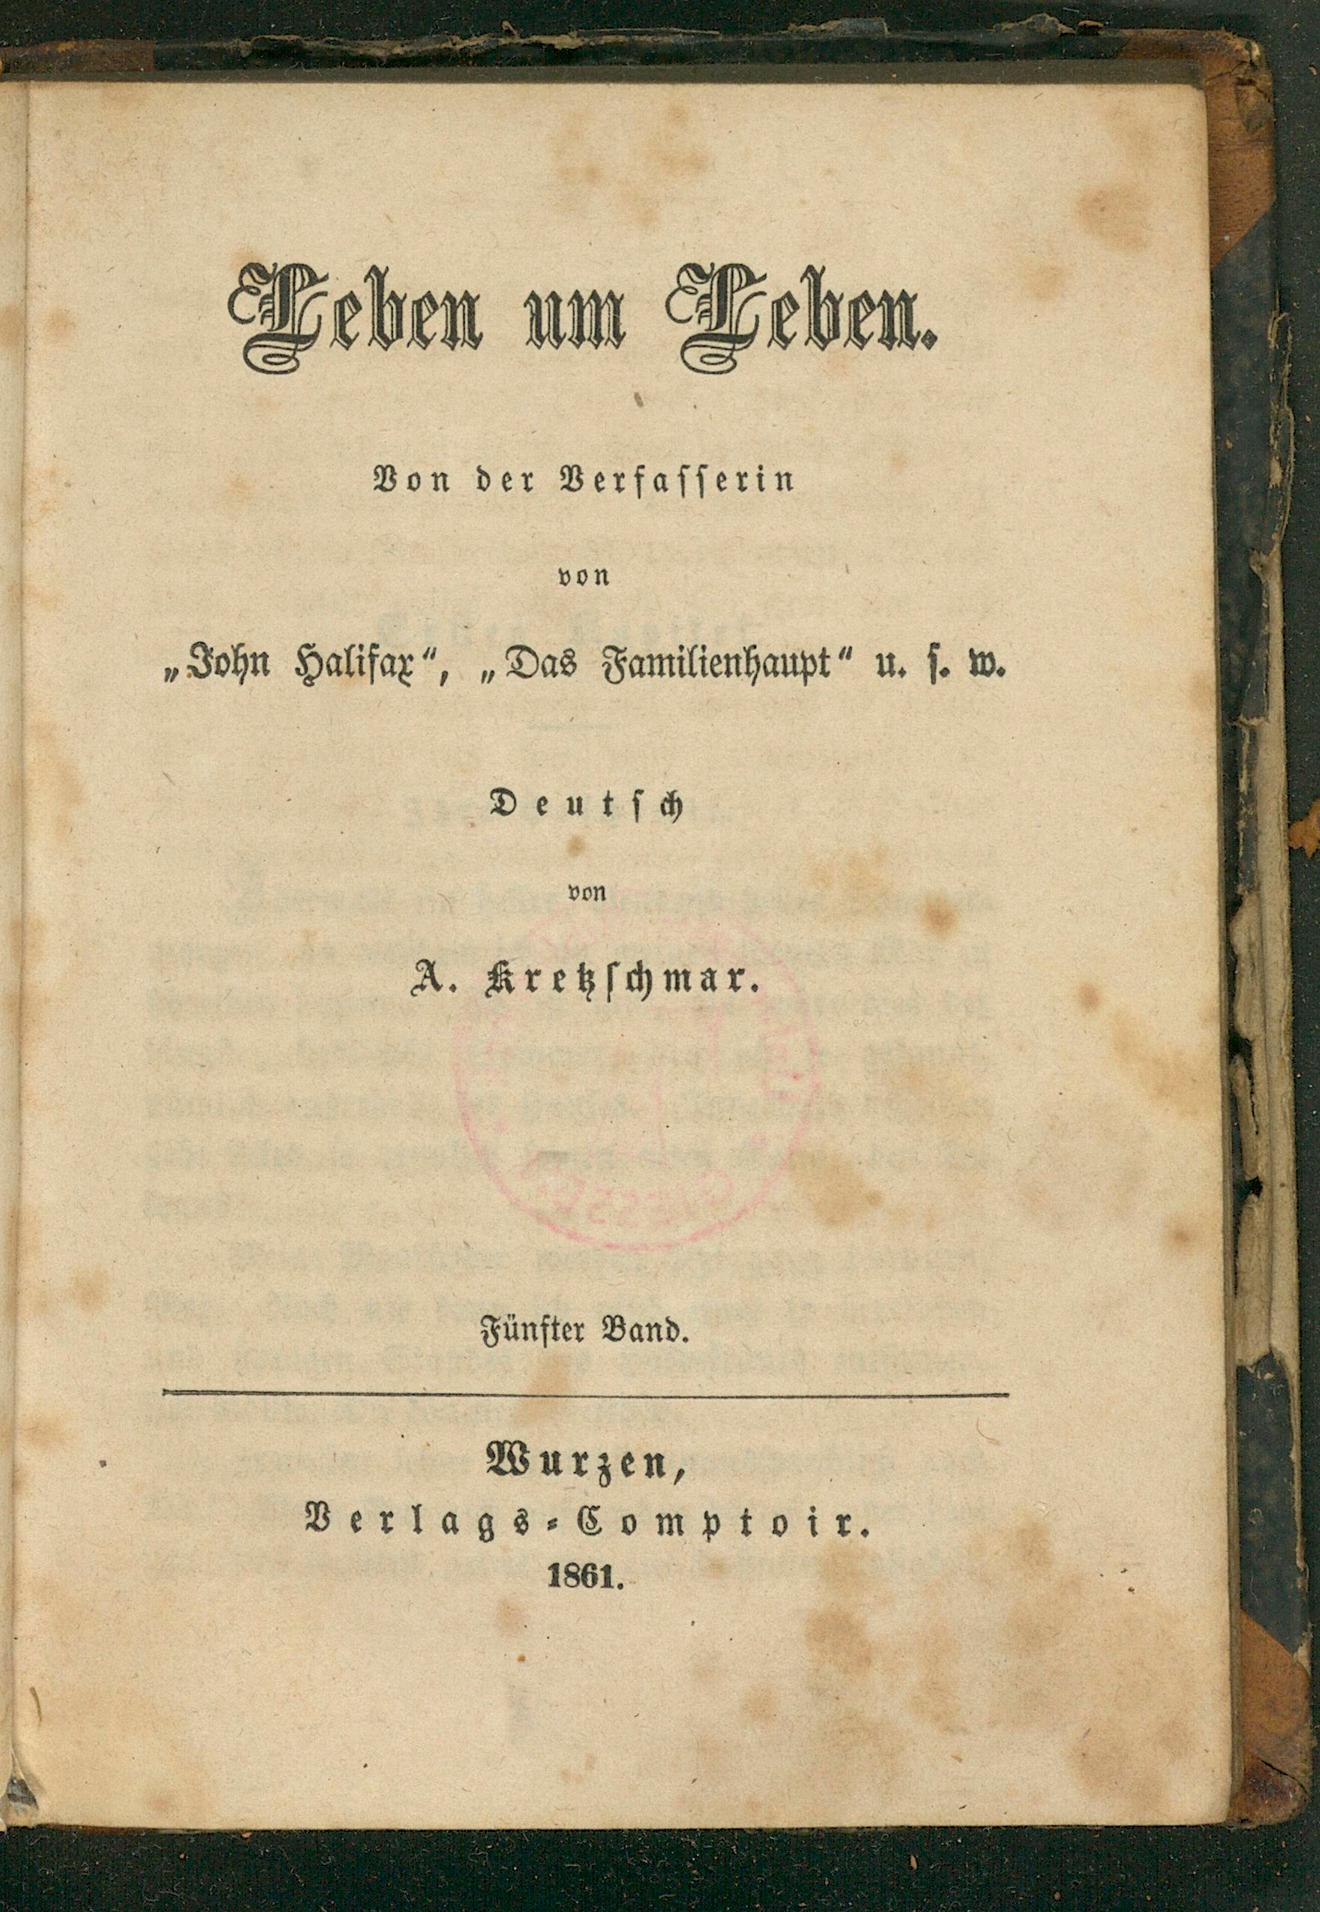 Leben um Leben.
Von der Verfasserin
von
„John Halifax“, „Das Familienhaupt“ u. s. w.
Deutsch
von
A. Kretzschmar.
Fünfter Band.
Wurzen,
Verlags-Comptoir.
1861.